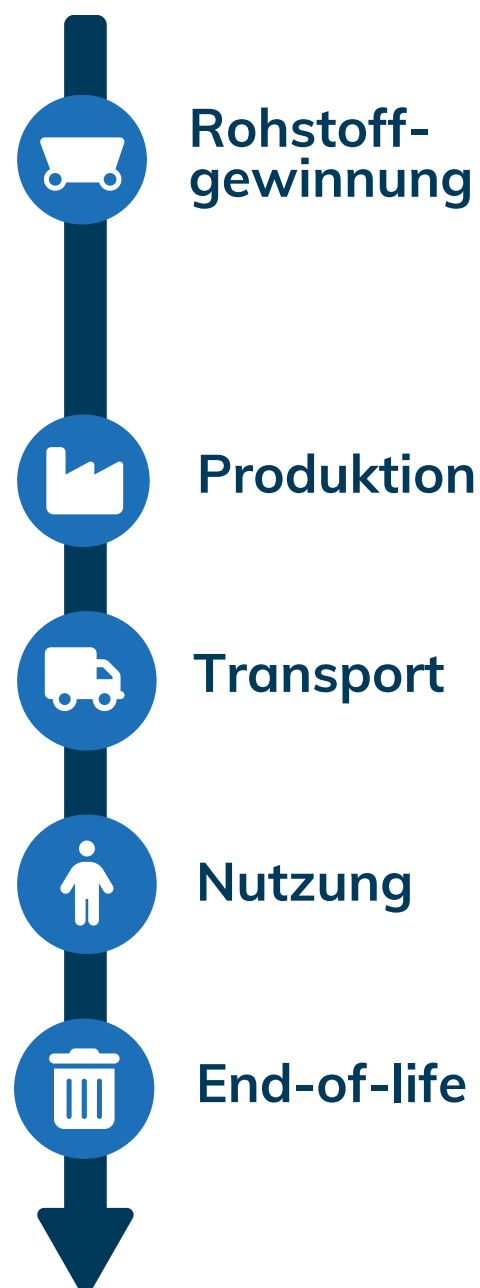 Rohstoff-
gewinnung
Produktion
Transport
Nutzung
End-of-life